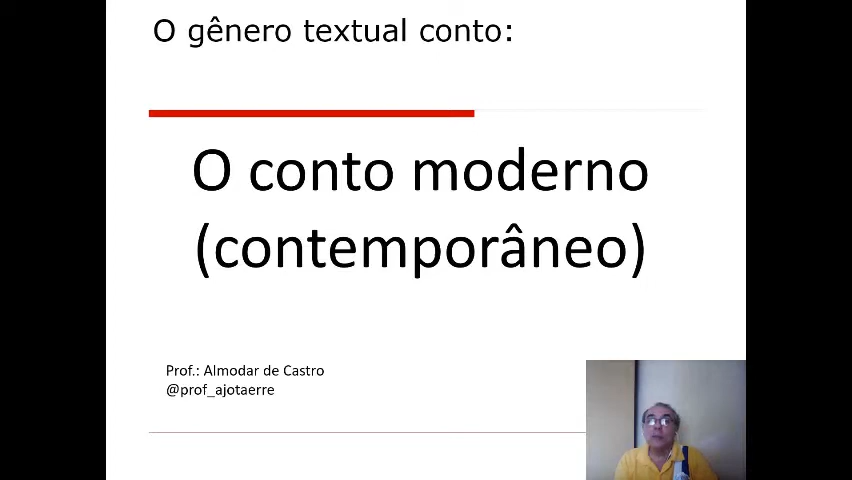 O gênero textual conto:
O conto moderno
(contemporâneo)
Prof.: Almodar de Castro
@prof_ajotaerre